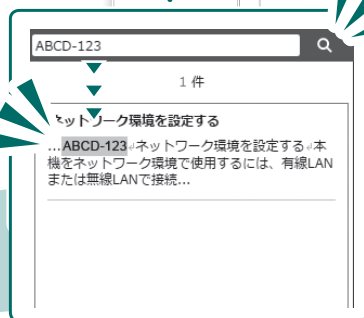 ABCD-123
1 件
ネットワーク環境を設定する
...ABCD-123↲ネットワーク環境を設定する↲本
機をネットワーク環境で使用するには、有線LAN
または無線LANで接続...